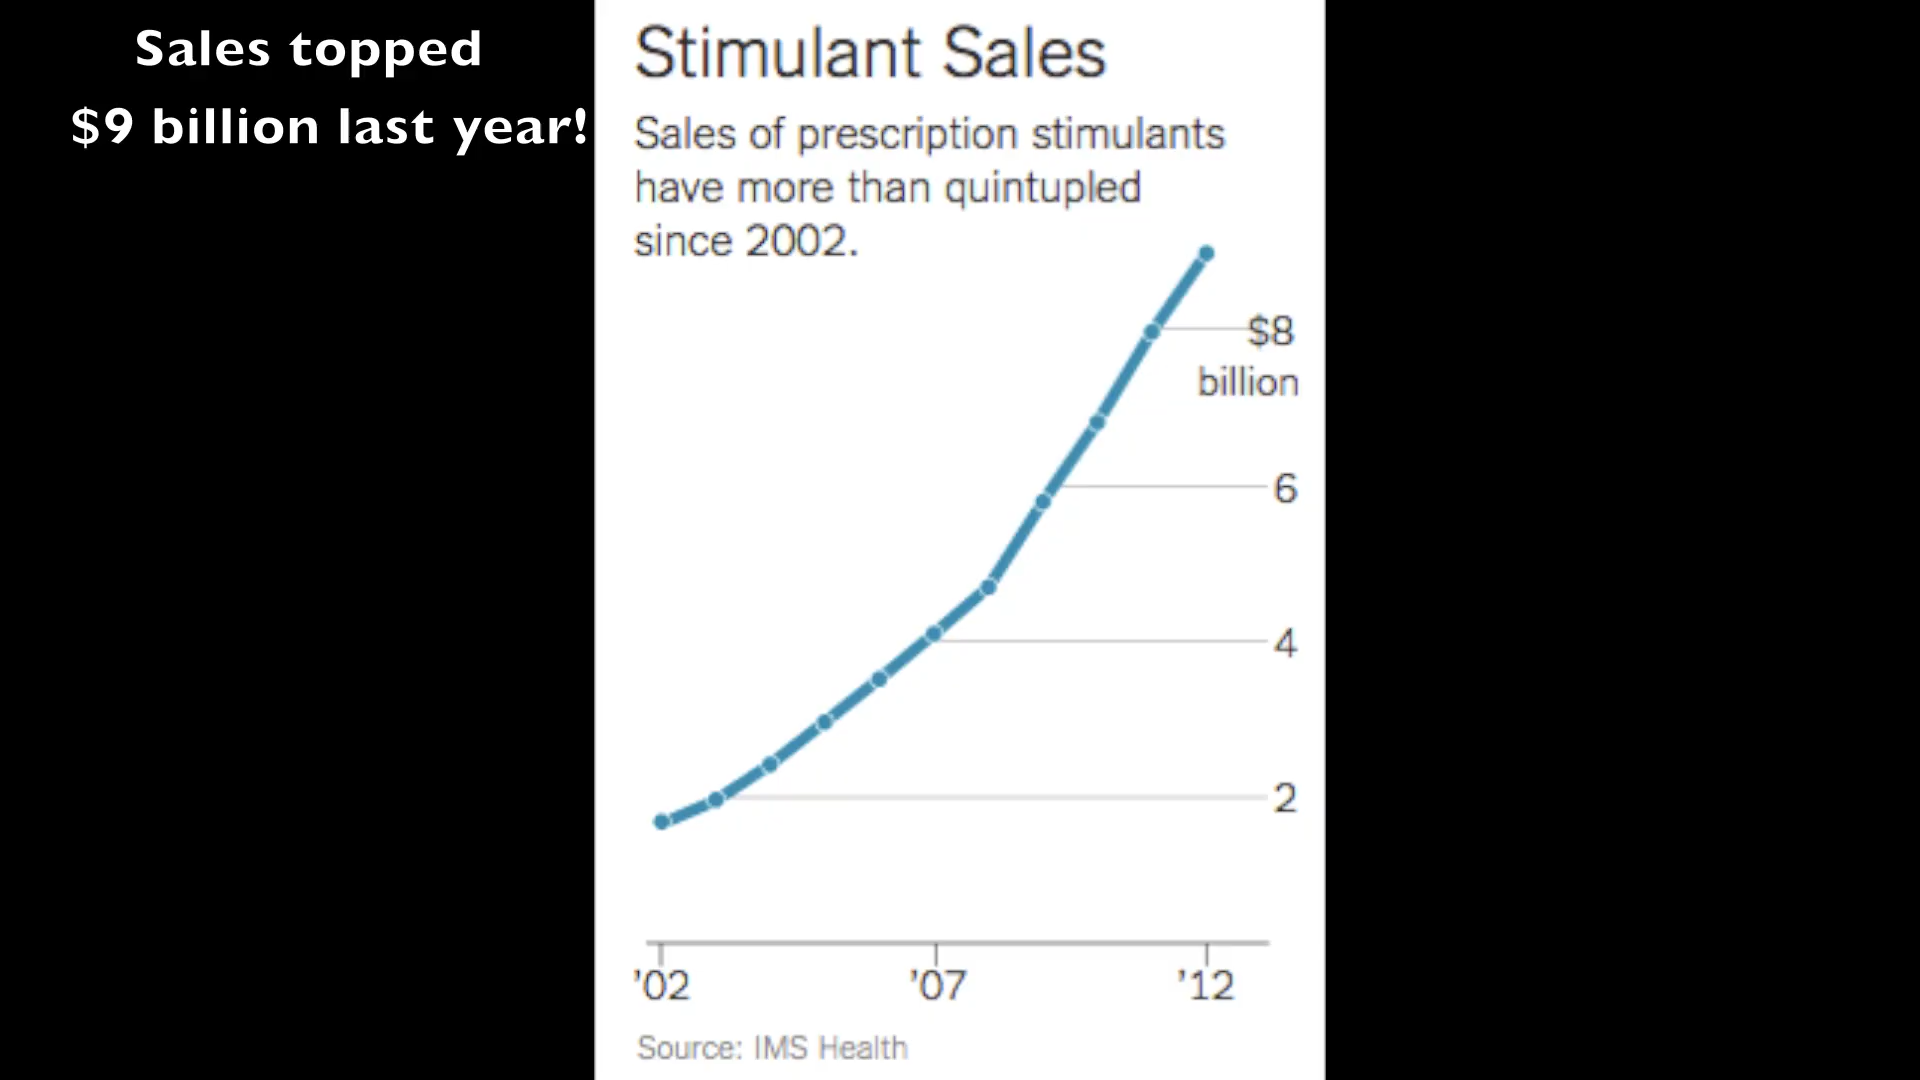 Sales topped
$9 billion last year!
Stimulant Sales
Sales of prescription stimulants
have more than quintupled
since 2002.
$8
billion
6
4
2
’02 ’07 ’12
Source: IMS Health